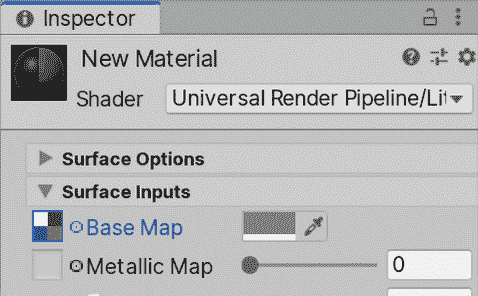 Inspector
New Material
Shader Universal Render Pipeline/Lit
Surface Options
Surface Inputs
Base Map
Metallic Map 0